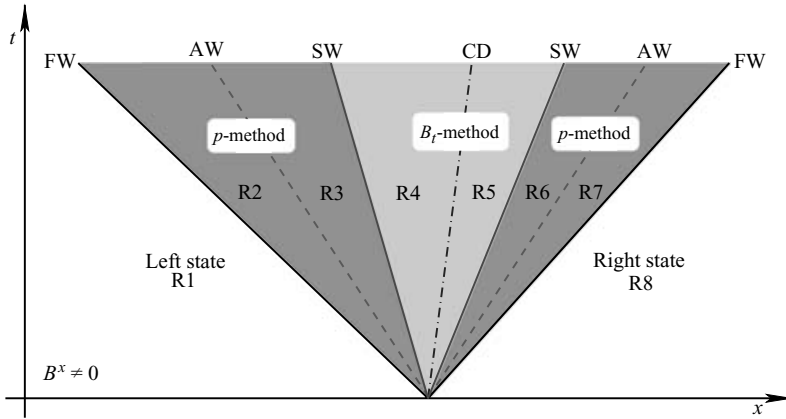 t
FW AW SW CD SW AW FW
p-method B_t-method p-method
R2 R3 R4 R5 R6 R7
Left state
R1
Right state
R8
B^x ≠ 0
x